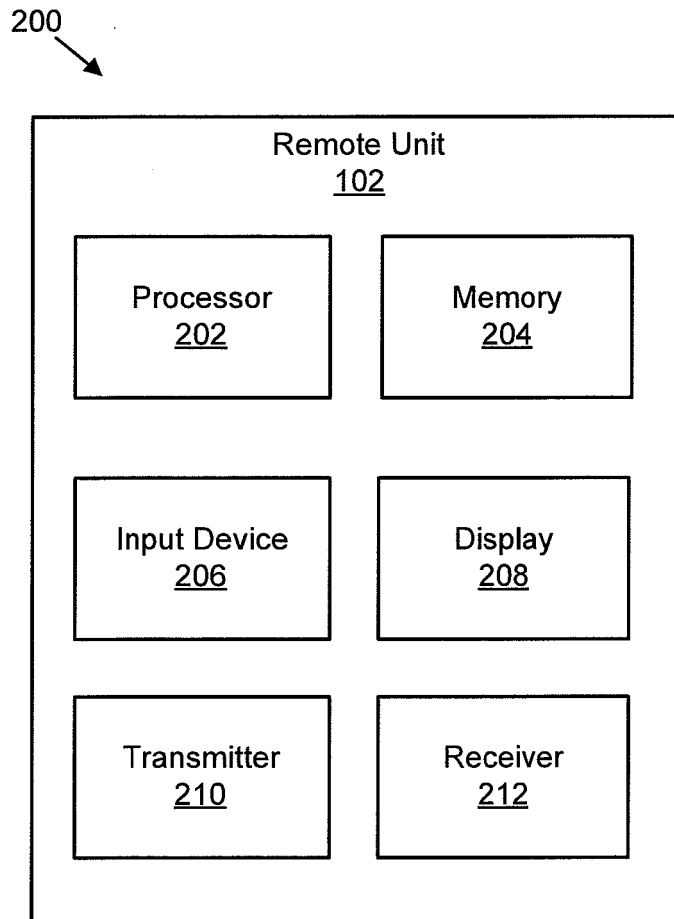 200
Remote Unit
102
Processor
202
Memory
204
Input Device
206
Display
208
Transmitter
210
Receiver
212